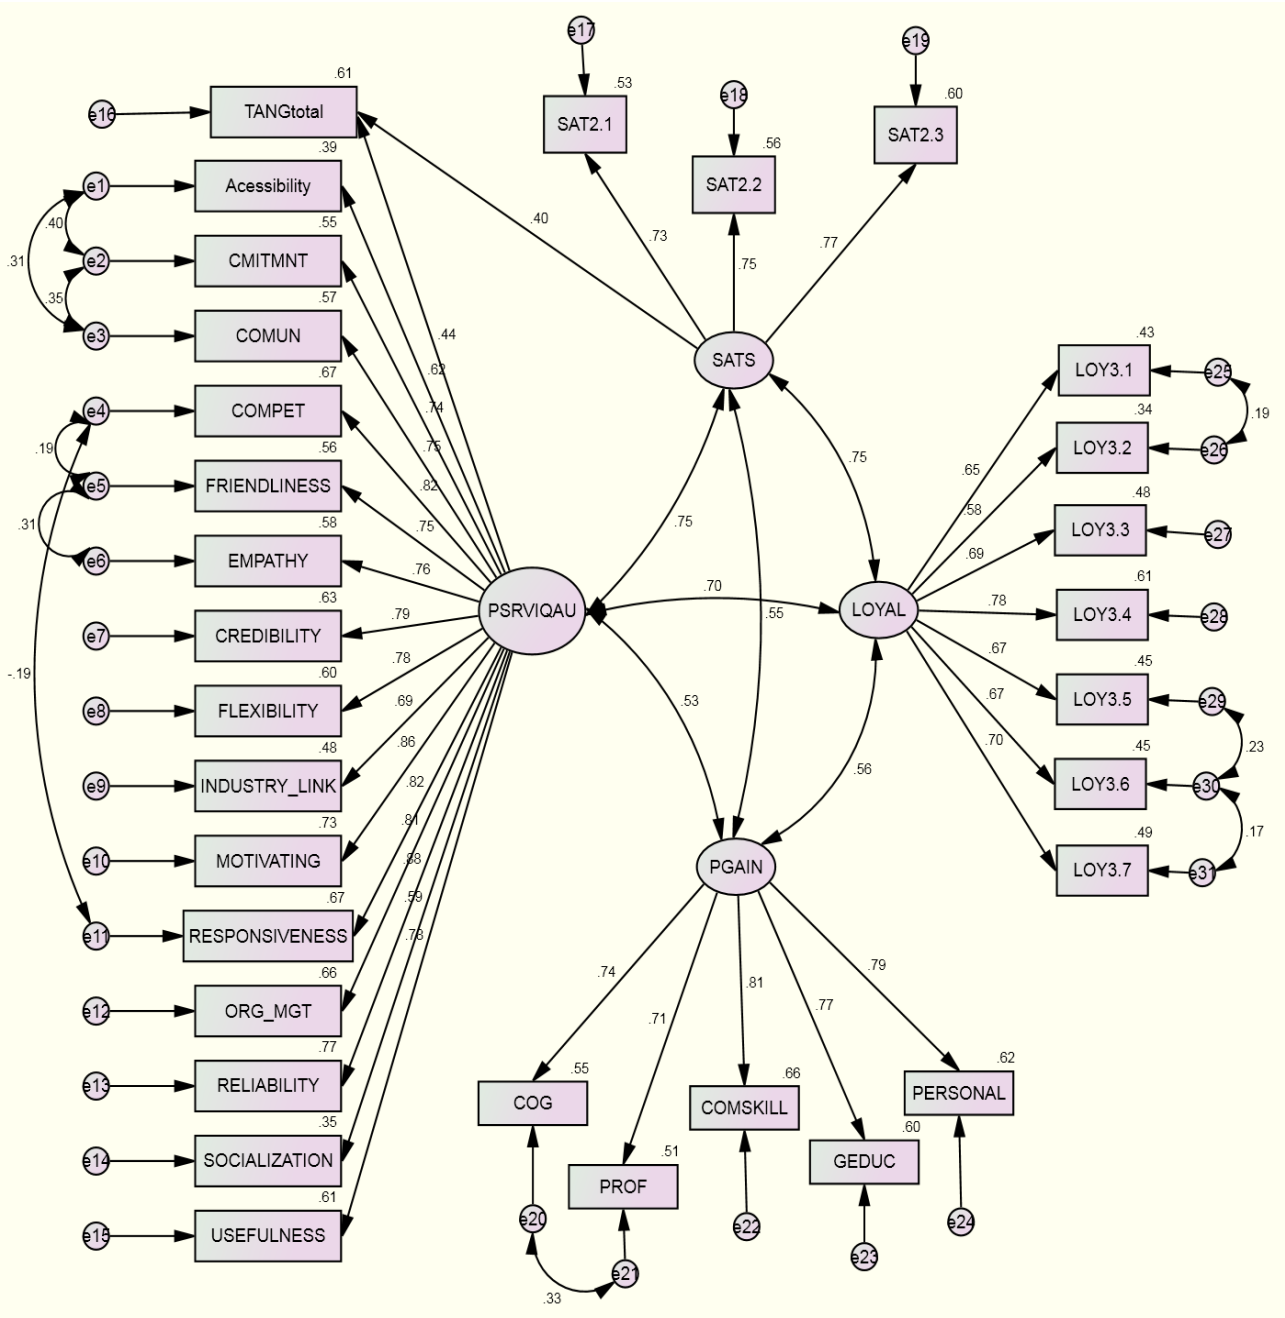 e17
e19
.61
.53
e18
.60
e16
TANGtotal
SAT2.1
SAT2.3
.39
.56
e1
Acessibility
SAT2.2
.40
.55
.40
.73
.77
.31
e2
CMITMNT
.75
.35
.57
e3
COMUN
.44
.43
SATS
.67
.62
LOY3.1
e25
e4
COMPET
.74
.34
.19
.19
.56
.75
.75
LOY3.2
e26
e5
FRIENDLINESS
.82
.65
.48
.31
.58
.75
.75
.58
LOY3.3
e27
e6
EMPATHY
.76
.69
.63
.70
.61
PSRVIQAU
LOYAL
.78
LOY3.4
e28
e7
CREDIBILITY
.79
.55
-.19
.60
.78
.67
.45
e8
FLEXIBILITY
.69
.53
.67
LOY3.5
e29
.48
.86
.70
.45
.23
e9
INDUSTRY_LINK
.82
.56
LOY3.6
e30
.73
.81
.49
.17
e10
MOTIVATING
.88
PGAIN
LOY3.7
e31
.67
.59
e11
RESPONSIVENESS
.78
.66
.74
.81
.79
e12
ORG_MGT
.71
.77
.77
.55
.66
.62
e13
RELIABILITY
COG
COMSKILL
PERSONAL
.35
.51
.60
e14
SOCIALIZATION
PROF
GEDUC
.61
e20
e22
e24
e15
USEFULNESS
e21
e23
.33